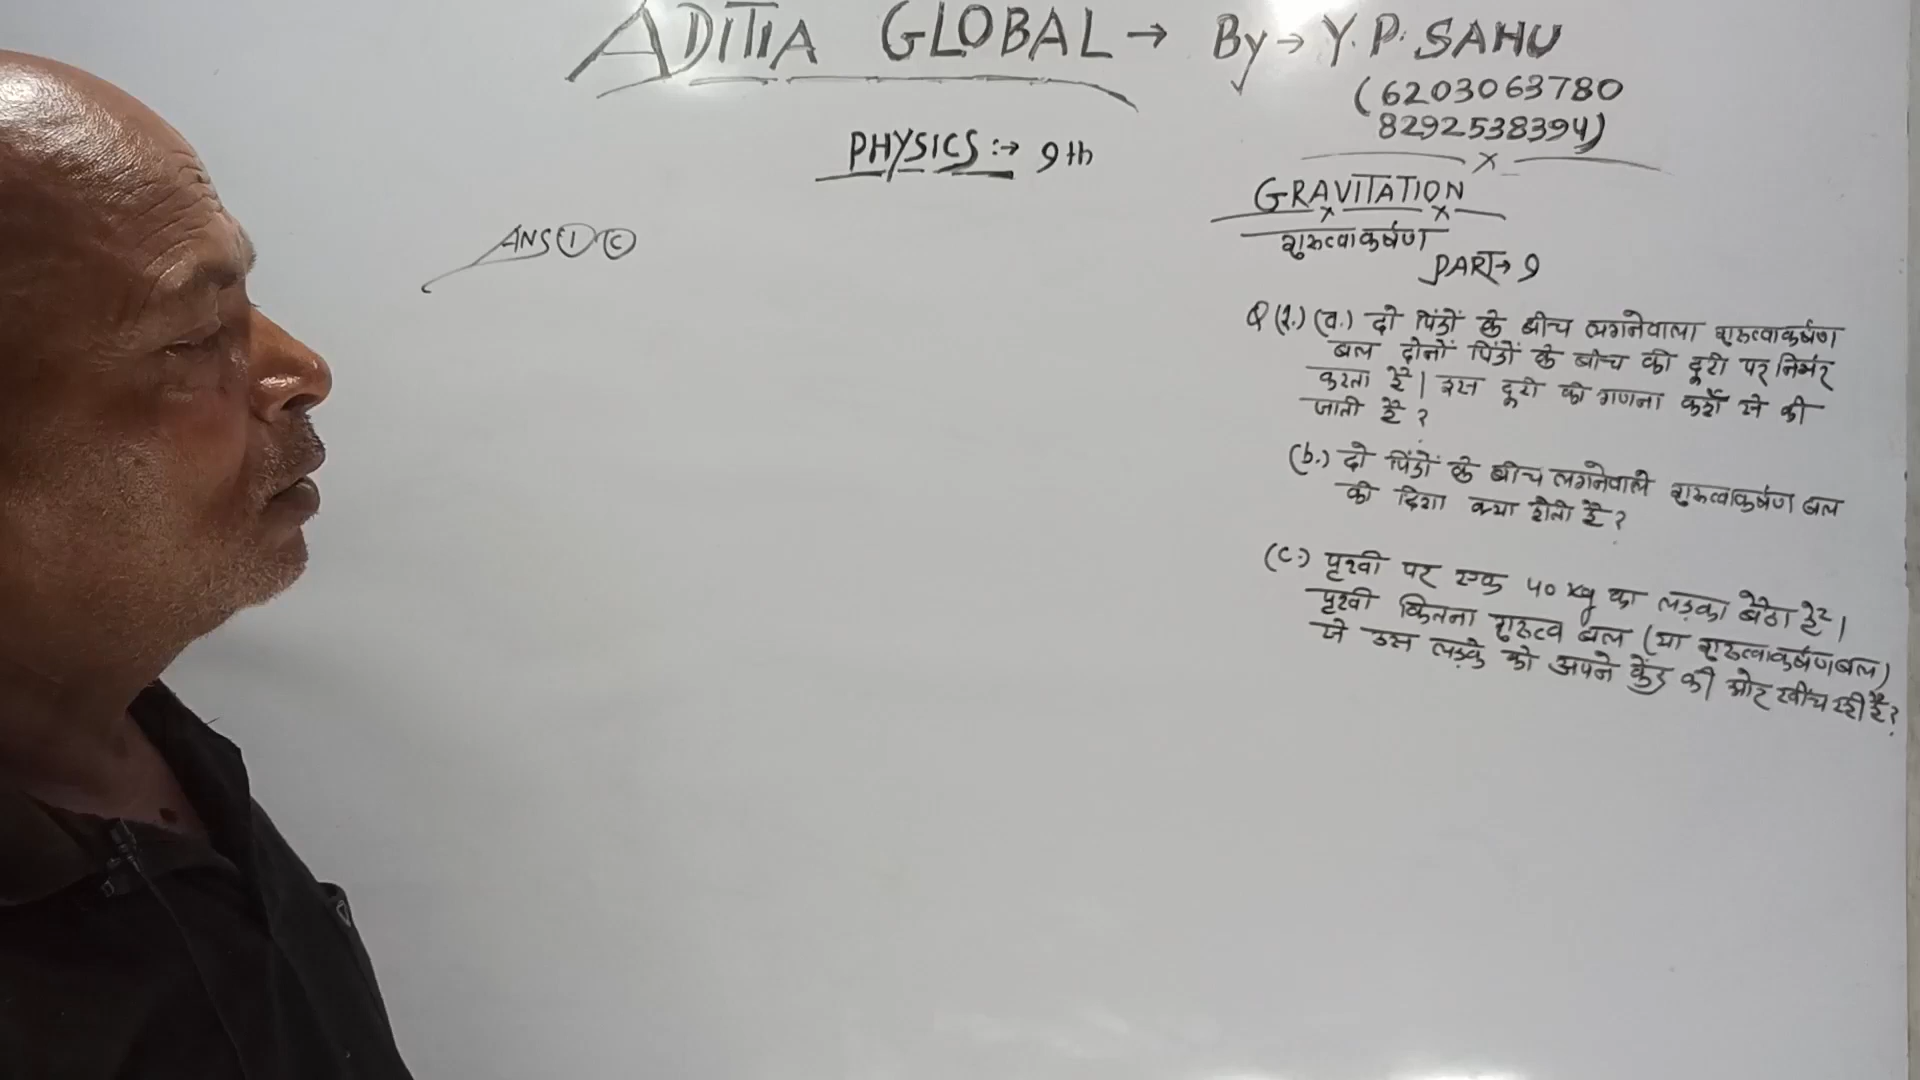 ADITIA GLOBAL → By → Y. P. SAHU
(6203063780
8292538394)
PHYSICS :→ 9th
GRAVITATION
गुरुत्वाकर्षण
PART → 9
ANS ① ⓒ
Q (1.) (a.) दो पिंडों के बीच लगनेवाला गुरुत्वाकर्षण
बल दोनों पिंडों के बीच की दूरी पर निर्भर
करता है। इस दूरी की गणना कहाँ से की
जाती है ?
(b.) दो पिंडों के बीच लगनेवाले गुरुत्वाकर्षण बल
की दिशा क्या होती है ?
(c.) पृथ्वी पर एक 40 kg का लड़का बैठा है।
पृथ्वी कितना गुरुत्व बल (या गुरुत्वाकर्षण बल)
से उस लड़के को अपने केंद्र की ओर खींच रही है ?